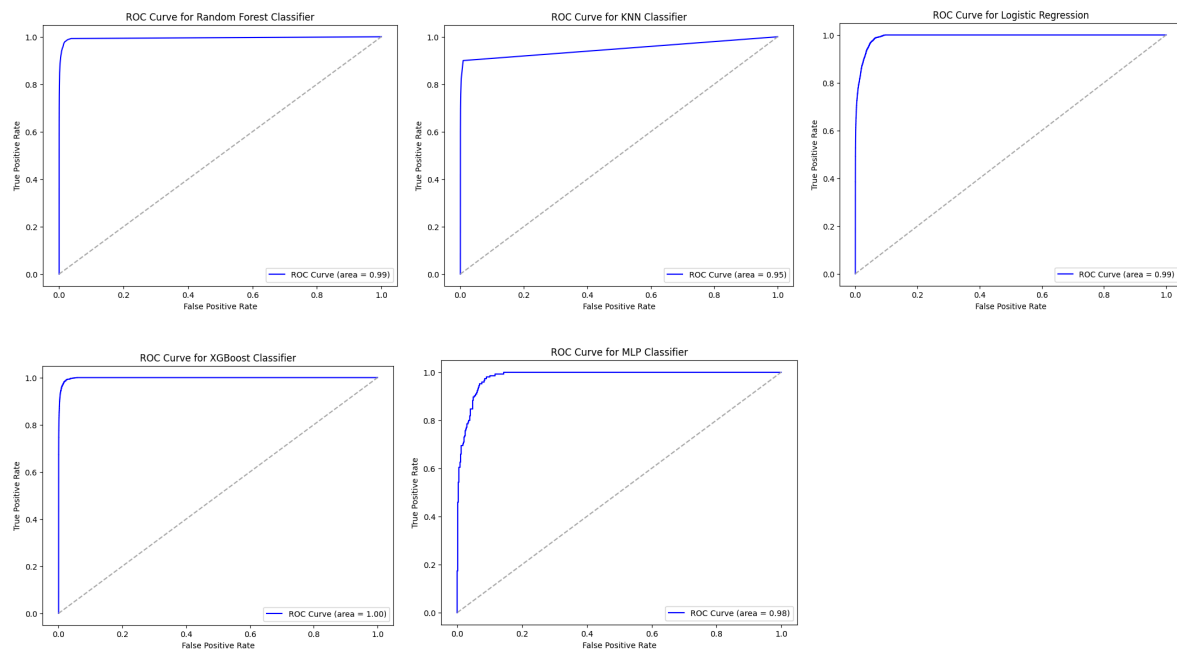 ROC Curve for Random Forest Classifier
True Positive Rate
1.0
0.8
0.6
0.4
0.2
0.0
ROC Curve (area = 0.99)
0.0 0.2 0.4 0.6 0.8 1.0
False Positive Rate
ROC Curve for KNN Classifier
True Positive Rate
1.0
0.8
0.6
0.4
0.2
0.0
ROC Curve (area = 0.95)
0.0 0.2 0.4 0.6 0.8 1.0
False Positive Rate
ROC Curve for Logistic Regression
True Positive Rate
1.0
0.8
0.6
0.4
0.2
0.0
ROC Curve (area = 0.99)
0.0 0.2 0.4 0.6 0.8 1.0
False Positive Rate
ROC Curve for XGBoost Classifier
True Positive Rate
1.0
0.8
0.6
0.4
0.2
0.0
ROC Curve (area = 1.00)
0.0 0.2 0.4 0.6 0.8 1.0
False Positive Rate
ROC Curve for MLP Classifier
True Positive Rate
1.0
0.8
0.6
0.4
0.2
0.0
ROC Curve (area = 0.98)
0.0 0.2 0.4 0.6 0.8 1.0
False Positive Rate